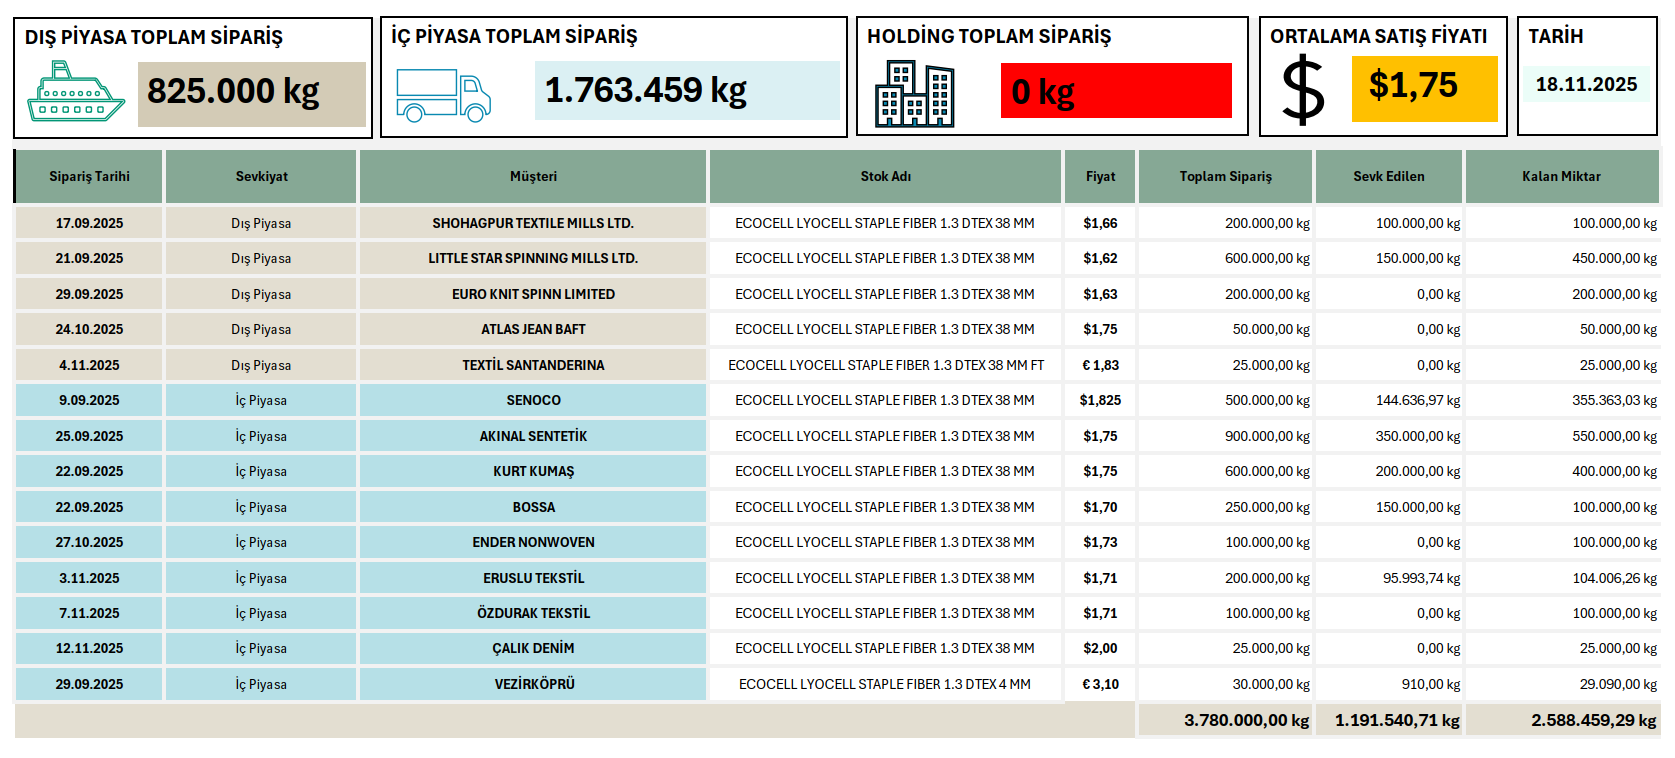 DIŞ PİYASA TOPLAM SİPARİŞ
825.000 kg
İÇ PİYASA TOPLAM SİPARİŞ
1.763.459 kg
HOLDİNG TOPLAM SİPARİŞ
0 kg
ORTALAMA SATIŞ FİYATI
$1,75
TARİH
18.11.2025
Sipariş Tarihi Sevkiyat Müşteri Stok Adı Fiyat Toplam Sipariş Sevk Edilen Kalan Miktar
17.09.2025 Dış Piyasa SHOHAGPUR TEXTILE MILLS LTD. ECOCELL LYOCELL STAPLE FIBER 1.3 DTEX 38 MM $1,66 200.000,00 kg 100.000,00 kg 100.000,00 kg
21.09.2025 Dış Piyasa LITTLE STAR SPINNING MILLS LTD. ECOCELL LYOCELL STAPLE FIBER 1.3 DTEX 38 MM $1,62 600.000,00 kg 150.000,00 kg 450.000,00 kg
29.09.2025 Dış Piyasa EURO KNIT SPINN LIMITED ECOCELL LYOCELL STAPLE FIBER 1.3 DTEX 38 MM $1,63 200.000,00 kg 0,00 kg 200.000,00 kg
24.10.2025 Dış Piyasa ATLAS JEAN BAFT ECOCELL LYOCELL STAPLE FIBER 1.3 DTEX 38 MM $1,75 50.000,00 kg 0,00 kg 50.000,00 kg
4.11.2025 Dış Piyasa TEXTİL SANTANDERINA ECOCELL LYOCELL STAPLE FIBER 1.3 DTEX 38 MM FT € 1,83 25.000,00 kg 0,00 kg 25.000,00 kg
9.09.2025 İç Piyasa SENOCO ECOCELL LYOCELL STAPLE FIBER 1.3 DTEX 38 MM $1,825 500.000,00 kg 144.636,97 kg 355.363,03 kg
25.09.2025 İç Piyasa AKINAL SENTETİK ECOCELL LYOCELL STAPLE FIBER 1.3 DTEX 38 MM $1,75 900.000,00 kg 350.000,00 kg 550.000,00 kg
22.09.2025 İç Piyasa KURT KUMAŞ ECOCELL LYOCELL STAPLE FIBER 1.3 DTEX 38 MM $1,75 600.000,00 kg 200.000,00 kg 400.000,00 kg
22.09.2025 İç Piyasa BOSSA ECOCELL LYOCELL STAPLE FIBER 1.3 DTEX 38 MM $1,70 250.000,00 kg 150.000,00 kg 100.000,00 kg
27.10.2025 İç Piyasa ENDER NONWOVEN ECOCELL LYOCELL STAPLE FIBER 1.3 DTEX 38 MM $1,73 100.000,00 kg 0,00 kg 100.000,00 kg
3.11.2025 İç Piyasa ERUSLU TEKSTİL ECOCELL LYOCELL STAPLE FIBER 1.3 DTEX 38 MM $1,71 200.000,00 kg 95.993,74 kg 104.006,26 kg
7.11.2025 İç Piyasa ÖZDURAK TEKSTİL ECOCELL LYOCELL STAPLE FIBER 1.3 DTEX 38 MM $1,71 100.000,00 kg 0,00 kg 100.000,00 kg
12.11.2025 İç Piyasa ÇALIK DENİM ECOCELL LYOCELL STAPLE FIBER 1.3 DTEX 38 MM $2,00 25.000,00 kg 0,00 kg 25.000,00 kg
29.09.2025 İç Piyasa VEZİRKÖPRÜ ECOCELL LYOCELL STAPLE FIBER 1.3 DTEX 4 MM € 3,10 30.000,00 kg 910,00 kg 29.090,00 kg
3.780.000,00 kg 1.191.540,71 kg 2.588.459,29 kg